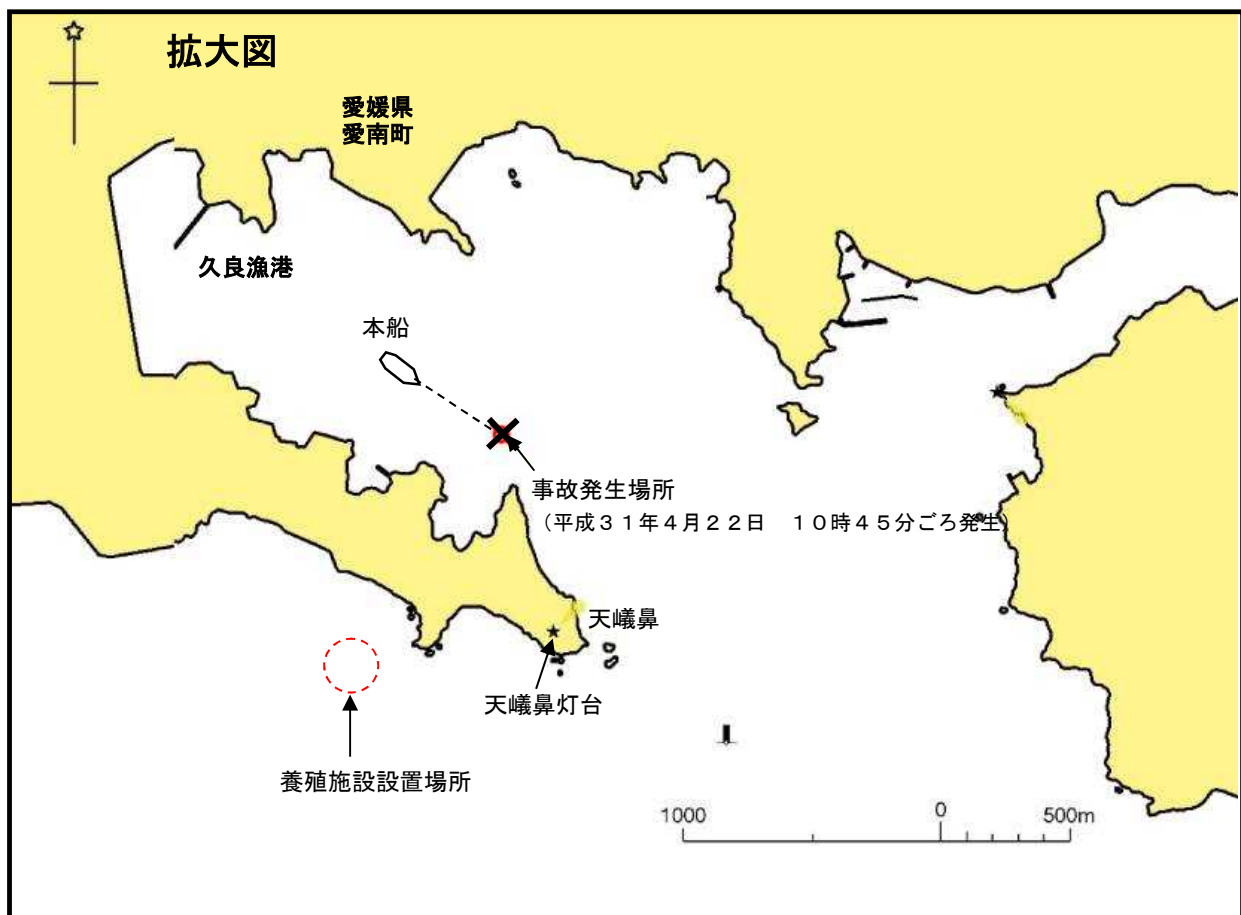 拡大図
愛媛県
愛南町
久良漁港
本船
事故発生場所
（平成３１年４月２２日　１０時４５分ごろ発生）
天嶬鼻
天嶬鼻灯台
養殖施設設置場所
1000
0
500m